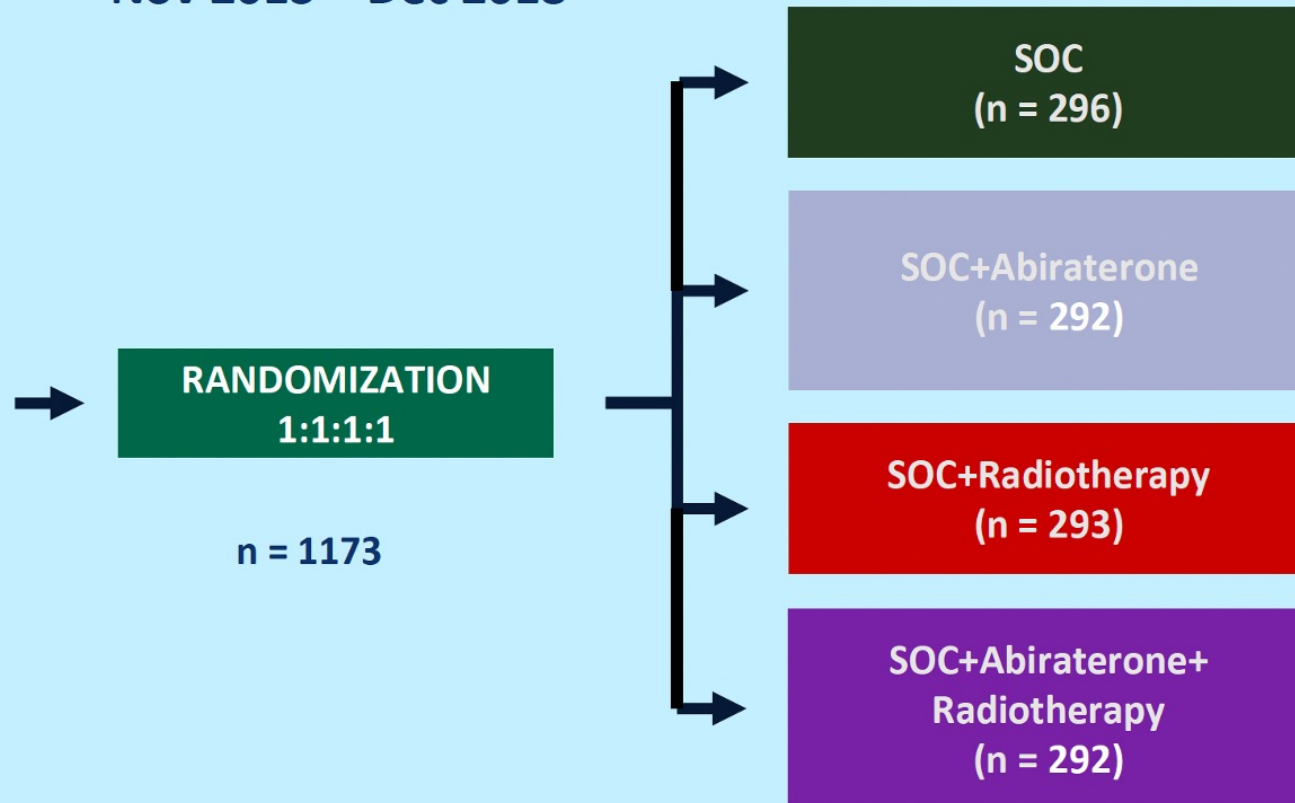 SOC
(n = 296)
SOC+Abiraterone
(n = 292)
RANDOMIZATION
1:1:1:1
n = 1173
SOC+Radiotherapy
(n = 293)
SOC+Abiraterone+
Radiotherapy
(n = 292)